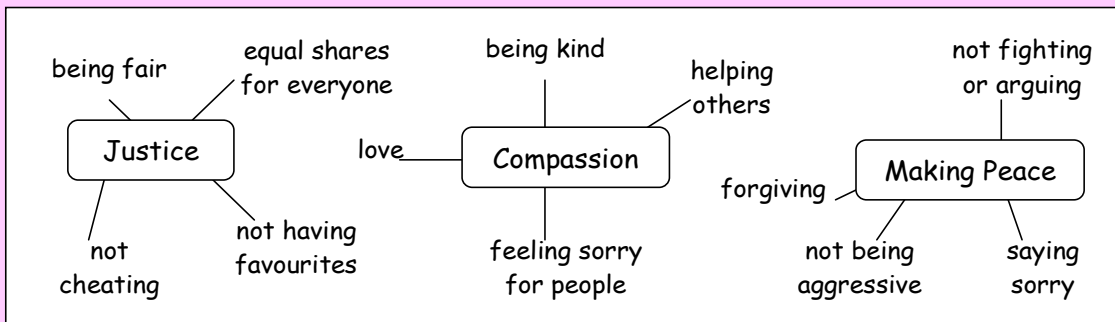 being fair
equal shares
for everyone
Justice
not
cheating
not having
favourites
being kind
helping
others
love
Compassion
feeling sorry
for people
not fighting
or arguing
Making Peace
forgiving
not being
aggressive
saying
sorry